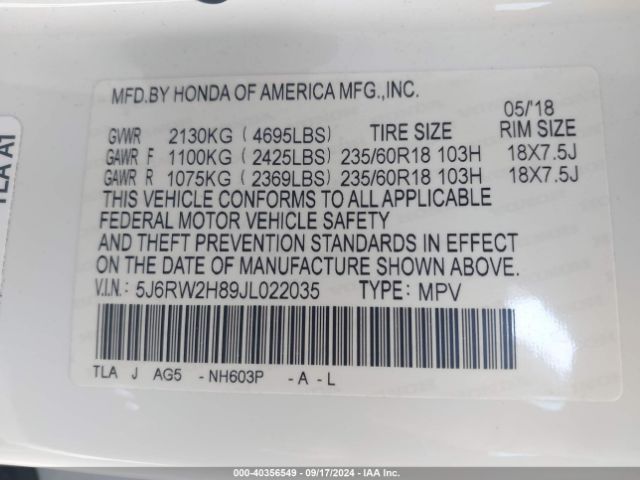 MFD.BY HONDA OF AMERICA MFG.,INC.
05/'18
GVWR 2130KG ( 4695LBS) TIRE SIZE RIM SIZE
GAWR F 1100KG ( 2425LBS) 235/60R18 103H 18X7.5J
GAWR R 1075KG ( 2369LBS) 235/60R18 103H 18X7.5J
THIS VEHICLE CONFORMS TO ALL APPLICABLE
FEDERAL MOTOR VEHICLE SAFETY
AND THEFT PREVENTION STANDARDS IN EFFECT
ON THE DATE OF MANUFACTURE SHOWN ABOVE.
V.I.N.: 5J6RW2H89JL022035 TYPE: MPV
TLA J AG5 -NH603P -A-L
TLA A1
000-40356549 - 09/17/2024 - IAAI.COM